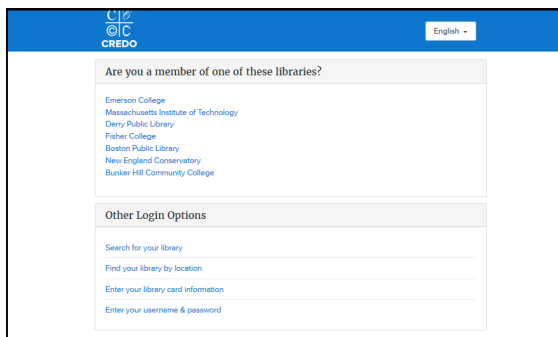 CREDO
English
Are you a member of one of these libraries?
Emerson College
Massachusetts Institute of Technology
Derry Public Library
Fisher College
Boston Public Library
New England Conservatory
Bunker Hill Community College
Other Login Options
Search for your library
Find your library by location
Enter your library card information
Enter your username & password